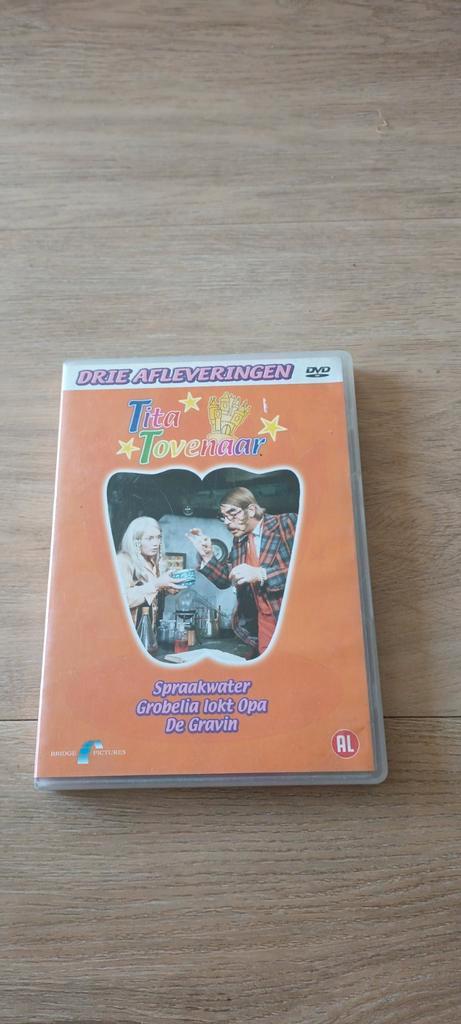 DRIE AFLEVERINGEN DVD
Tita
Tovenaar
Spraakwater
Grobelia lokt Opa
De Gravin
BRIDGE PICTURES
AL